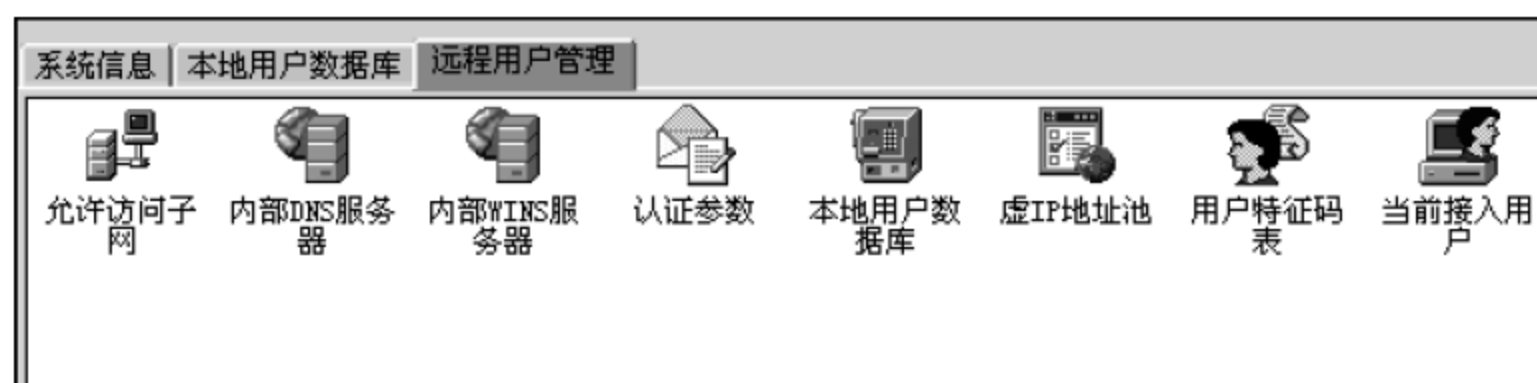 系统信息 本地用户数据库 远程用户管理
允许访问子 内部DNS服务 内部WINS服 认证参数 本地用户数 虚IP地址池 用户特征码 当前接入用
网 器 务器 据库 表 户